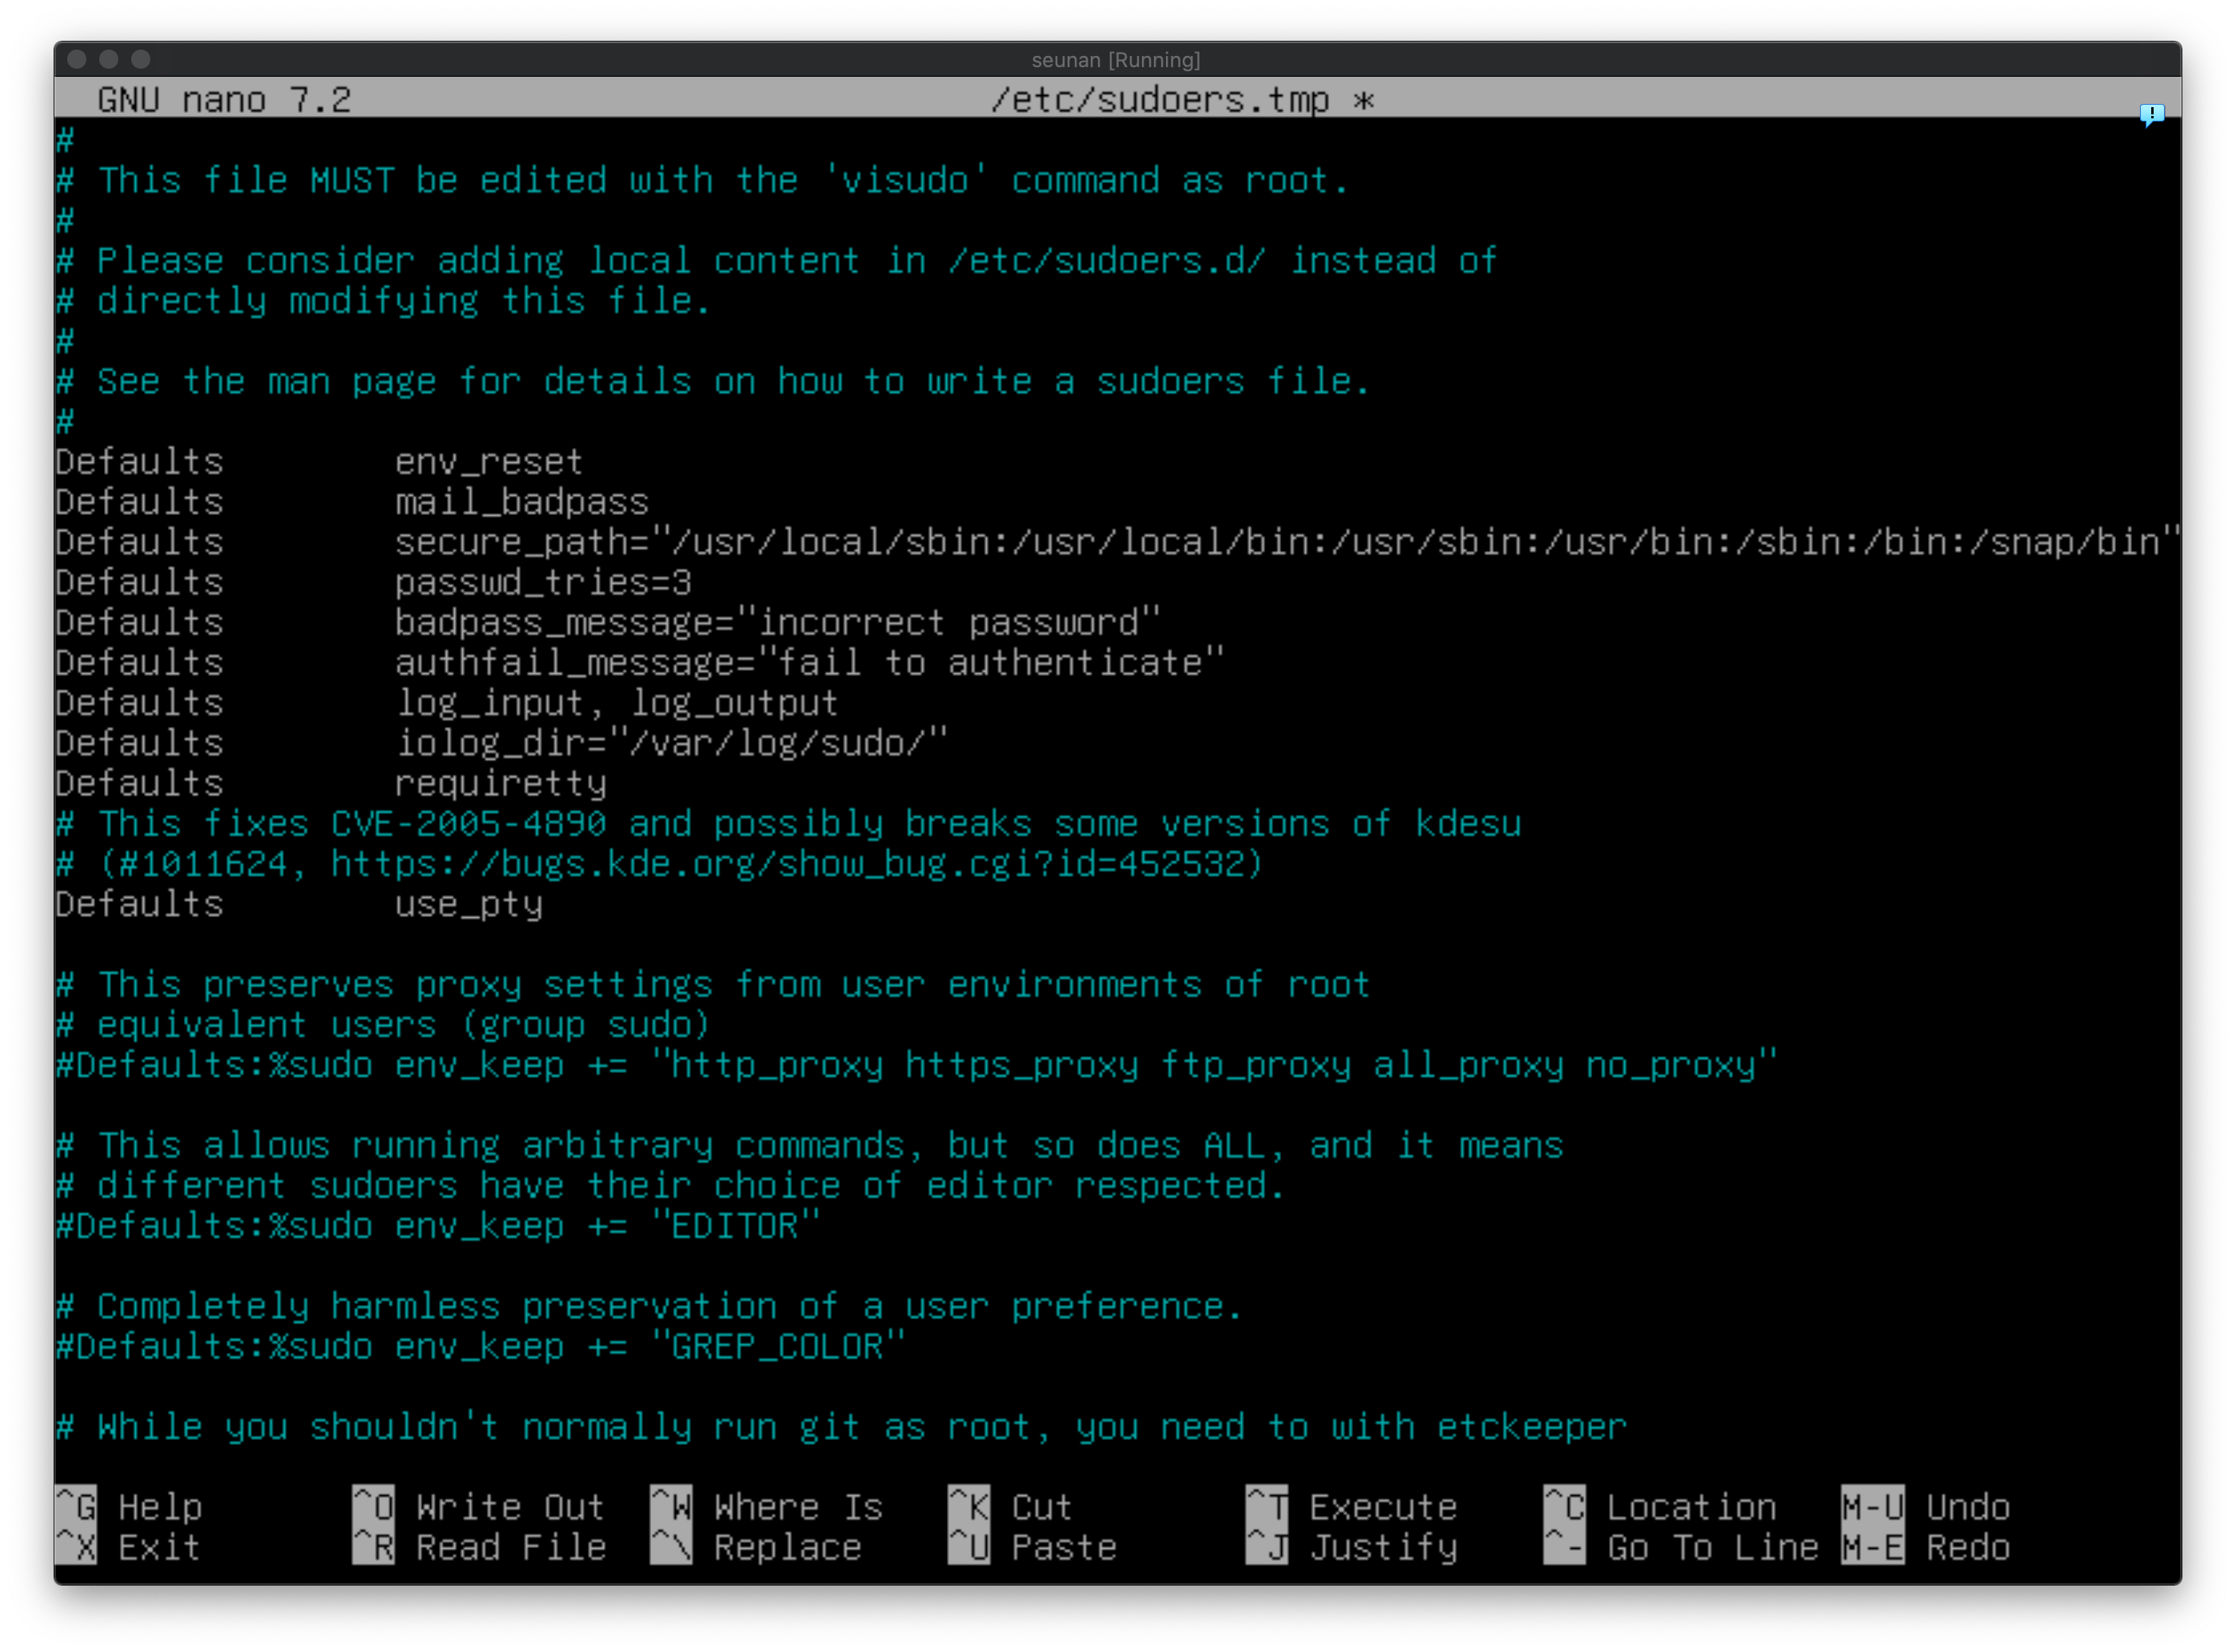 seunan [Running]
GNU nano 7.2 /etc/sudoers.tmp *
#
# This file MUST be edited with the 'visudo' command as root.
#
# Please consider adding local content in /etc/sudoers.d/ instead of
# directly modifying this file.
#
# See the man page for details on how to write a sudoers file.
#
Defaults env_reset
Defaults mail_badpass
Defaults secure_path="/usr/local/sbin:/usr/local/bin:/usr/sbin:/usr/bin:/sbin:/bin:/snap/bin"
Defaults passwd_tries=3
Defaults badpass_message="incorrect password"
Defaults authfail_message="fail to authenticate"
Defaults log_input, log_output
Defaults iolog_dir="/var/log/sudo/"
Defaults requiretty
# This fixes CVE-2005-4890 and possibly breaks some versions of kdesu
# (#1011624, https://bugs.kde.org/show_bug.cgi?id=452532)
Defaults use_pty

# This preserves proxy settings from user environments of root
# equivalent users (group sudo)
#Defaults:%sudo env_keep += "http_proxy https_proxy ftp_proxy all_proxy no_proxy"

# This allows running arbitrary commands, but so does ALL, and it means
# different sudoers have their choice of editor respected.
#Defaults:%sudo env_keep += "EDITOR"

# Completely harmless preservation of a user preference.
#Defaults:%sudo env_keep += "GREP_COLOR"

# While you shouldn't normally run git as root, you need to with etckeeper
^G Help ^O Write Out ^W Where Is ^K Cut ^T Execute ^C Location M-U Undo
^X Exit ^R Read File ^\ Replace ^U Paste ^J Justify ^- Go To Line M-E Redo